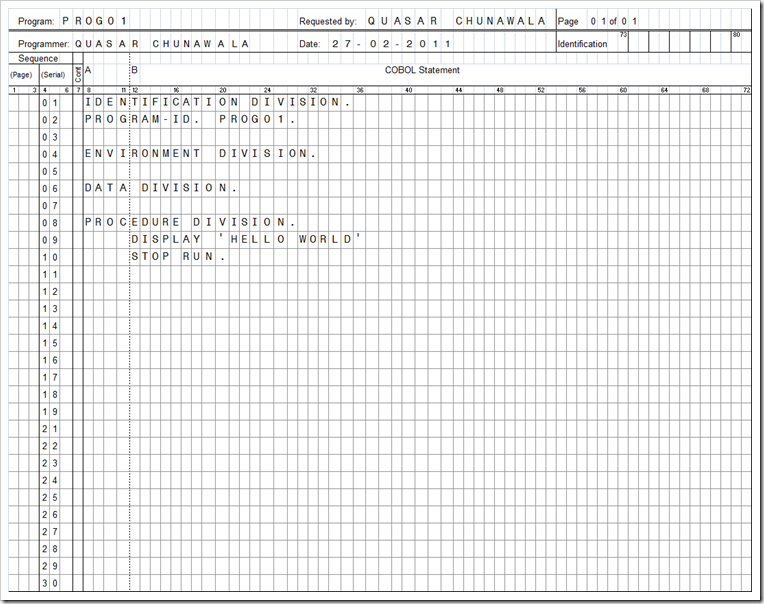 Program: PROG01 Requested by: QUASAR CHUNAWALA Page 01 of 01
Programmer: QUASAR CHUNAWALA Date: 27-02-2011 Identification 73 80
Sequence
(Page) (Serial) Cont A B COBOL Statement
1 3 4 6 7 8 11 12 16 20 24 28 32 36 40 44 48 52 56 60 64 68 72
01 IDENTIFICATION DIVISION.
02 PROGRAM-ID. PROG01.
03
04 ENVIRONMENT DIVISION.
05
06 DATA DIVISION.
07
08 PROCEDURE DIVISION.
09 DISPLAY 'HELLO WORLD'
10 STOP RUN.
11
12
13
14
15
16
17
18
19
21
22
23
24
25
26
27
28
29
30